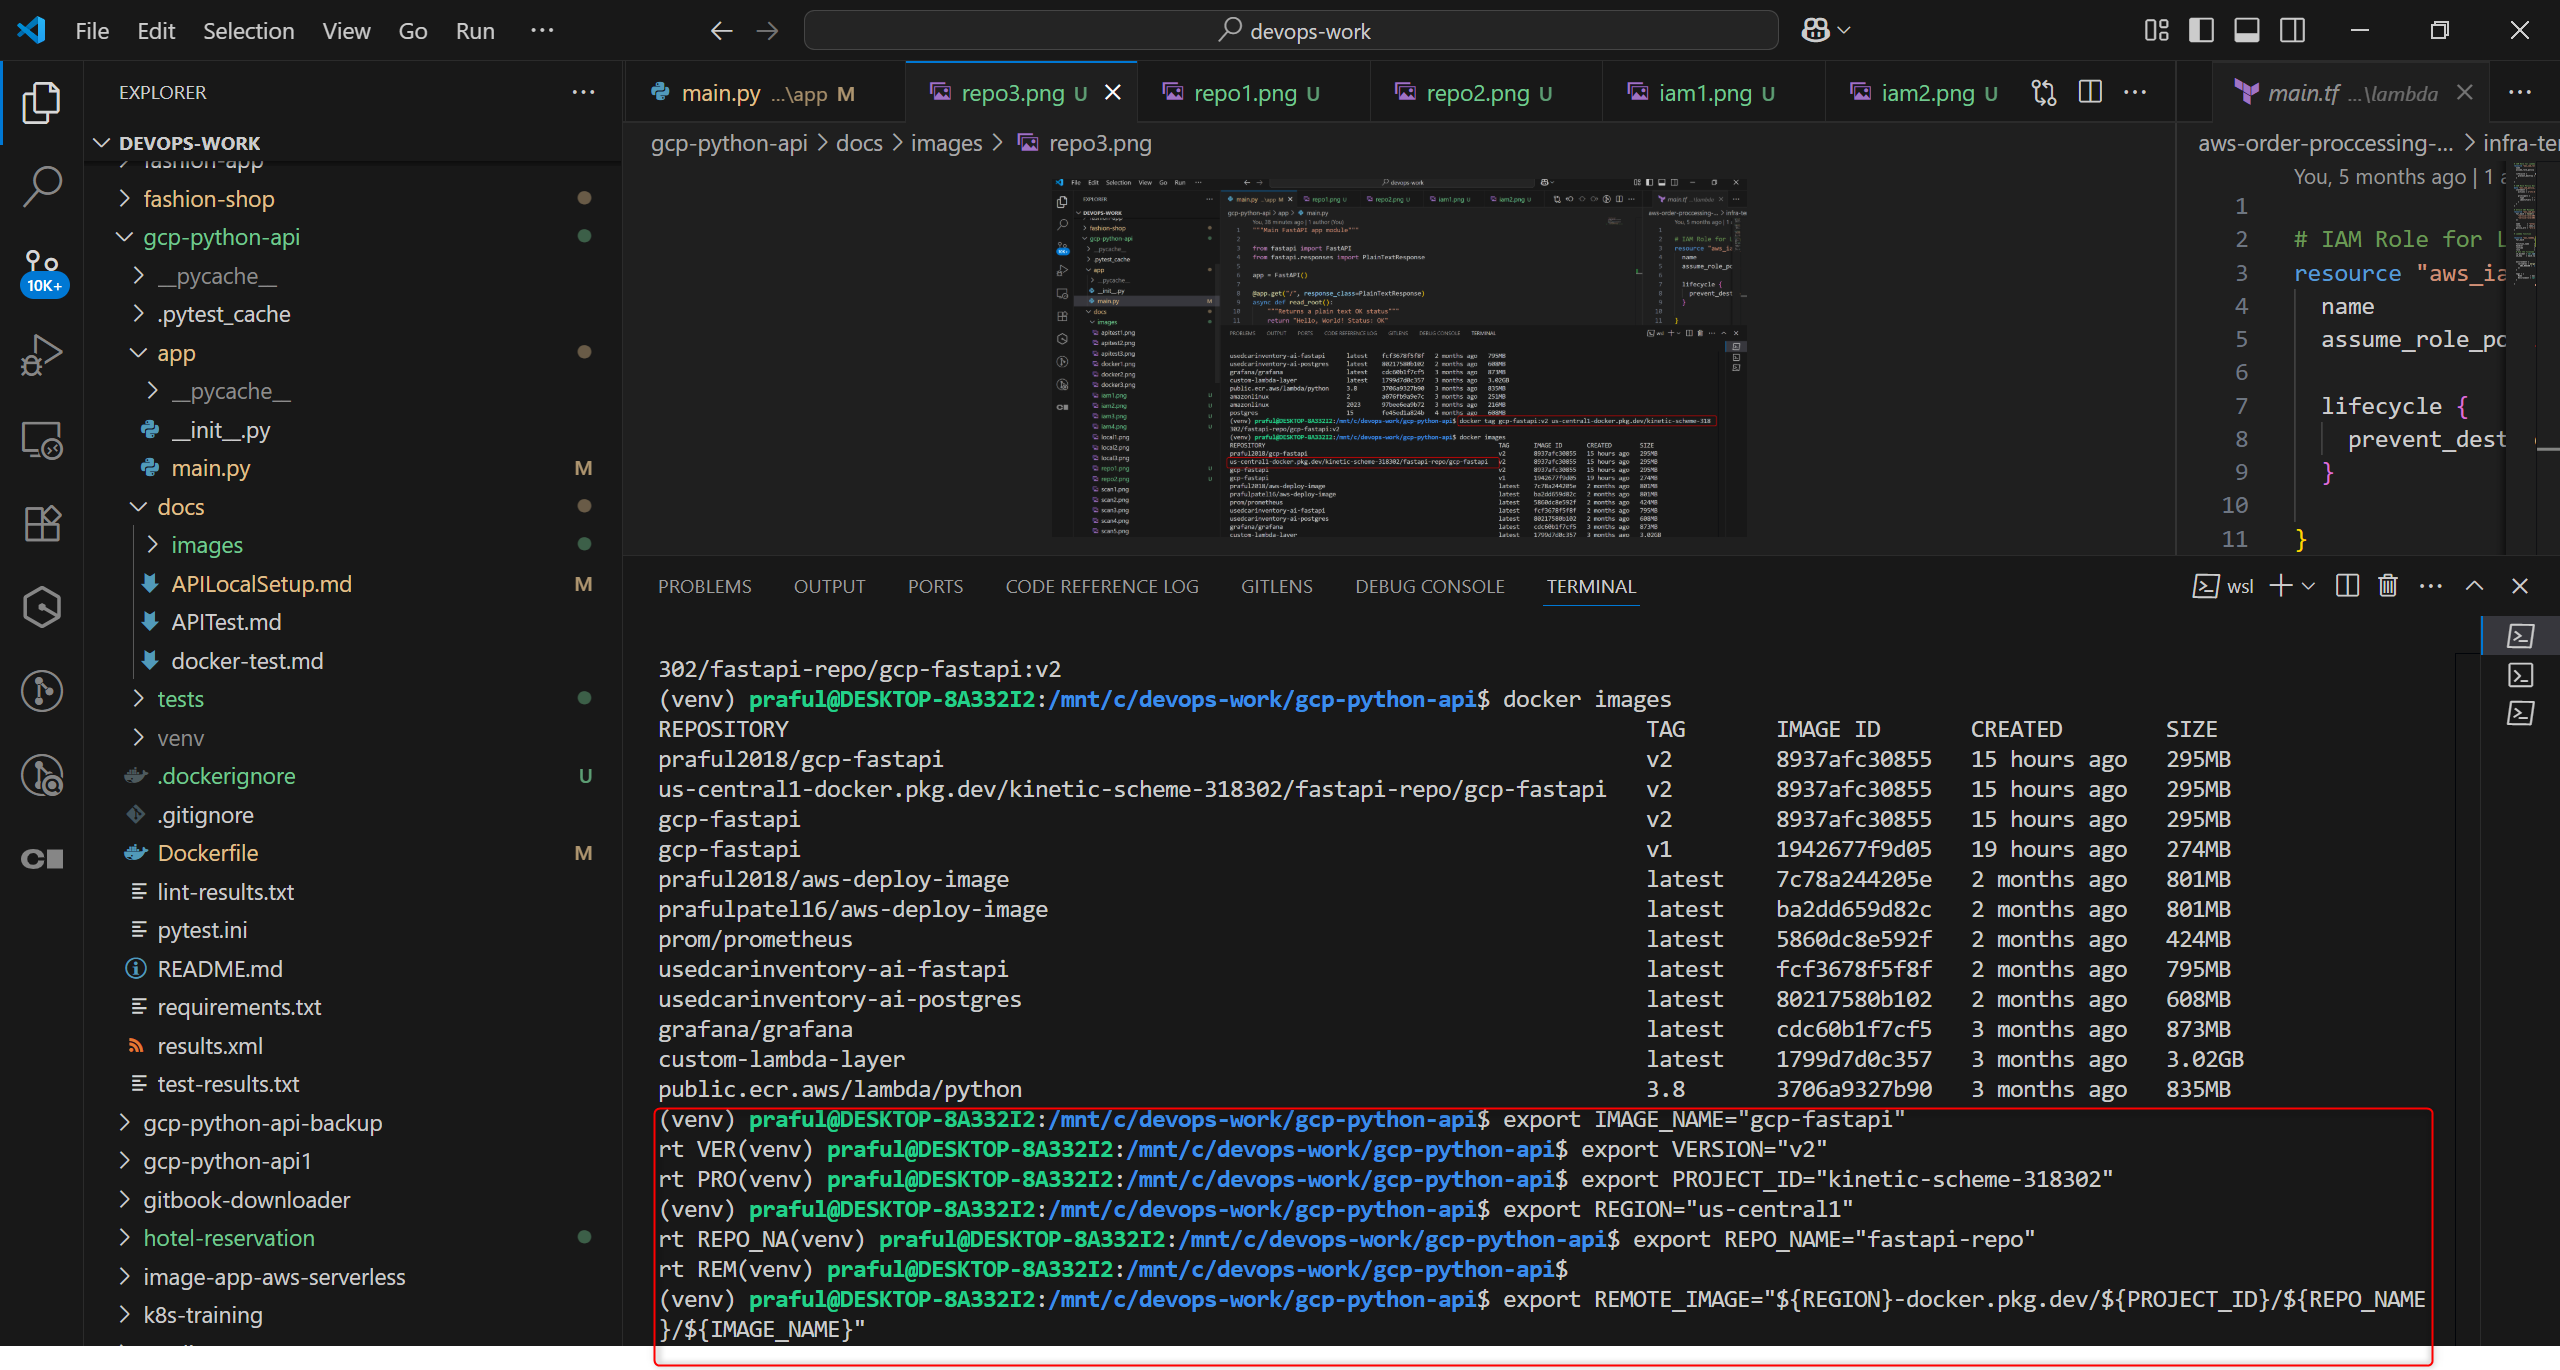 File Edit Selection View Go Run ··· devops-work
EXPLORER ···
DEVOPS-WORK
fashion-app
fashion-shop
gcp-python-api
__pycache__
.pytest_cache
app
__pycache__
__init__.py
main.py M
docs
images
APILocalSetup.md M
APITest.md
docker-test.md
tests
venv
.dockerignore U
.gitignore
Dockerfile M
lint-results.txt
pytest.ini
README.md
requirements.txt
results.xml
test-results.txt
gcp-python-api-backup
gcp-python-api1
gitbook-downloader
hotel-reservation
image-app-aws-serverless
k8s-training
10K+
main.py ...\app M repo3.png U repo1.png U repo2.png U iam1.png U iam2.png U ···
gcp-python-api > docs > images > repo3.png
main.tf ...\lambda ···
aws-order-proccessing-... > infra-te
You, 5 months ago | 1 a
1
2 # IAM Role for L
3 resource "aws_ia
4 name
5 assume_role_po
6
7 lifecycle {
8 prevent_dest
9 }
10
11 }
PROBLEMS OUTPUT PORTS CODE REFERENCE LOG GITLENS DEBUG CONSOLE TERMINAL wsl
302/fastapi-repo/gcp-fastapi:v2
(venv) praful@DESKTOP-8A332I2:/mnt/c/devops-work/gcp-python-api$ docker images
REPOSITORY TAG IMAGE ID CREATED SIZE
praful2018/gcp-fastapi v2 8937afc30855 15 hours ago 295MB
us-central1-docker.pkg.dev/kinetic-scheme-318302/fastapi-repo/gcp-fastapi v2 8937afc30855 15 hours ago 295MB
gcp-fastapi v2 8937afc30855 15 hours ago 295MB
gcp-fastapi v1 1942677f9d05 19 hours ago 274MB
praful2018/aws-deploy-image latest 7c78a244205e 2 months ago 801MB
prafulpatel16/aws-deploy-image latest ba2dd659d82c 2 months ago 801MB
prom/prometheus latest 5860dc8e592f 2 months ago 424MB
usedcarinventory-ai-fastapi latest fcf3678f5f8f 2 months ago 795MB
usedcarinventory-ai-postgres latest 80217580b102 2 months ago 608MB
grafana/grafana latest cdc60b1f7cf5 3 months ago 873MB
custom-lambda-layer latest 1799d7d0c357 3 months ago 3.02GB
public.ecr.aws/lambda/python 3.8 3706a9327b90 3 months ago 835MB
(venv) praful@DESKTOP-8A332I2:/mnt/c/devops-work/gcp-python-api$ export IMAGE_NAME="gcp-fastapi"
rt VER(venv) praful@DESKTOP-8A332I2:/mnt/c/devops-work/gcp-python-api$ export VERSION="v2"
rt PRO(venv) praful@DESKTOP-8A332I2:/mnt/c/devops-work/gcp-python-api$ export PROJECT_ID="kinetic-scheme-318302"
(venv) praful@DESKTOP-8A332I2:/mnt/c/devops-work/gcp-python-api$ export REGION="us-central1"
rt REPO_NA(venv) praful@DESKTOP-8A332I2:/mnt/c/devops-work/gcp-python-api$ export REPO_NAME="fastapi-repo"
rt REM(venv) praful@DESKTOP-8A332I2:/mnt/c/devops-work/gcp-python-api$
(venv) praful@DESKTOP-8A332I2:/mnt/c/devops-work/gcp-python-api$ export REMOTE_IMAGE="${REGION}-docker.pkg.dev/${PROJECT_ID}/${REPO_NAME
}/${IMAGE_NAME}"